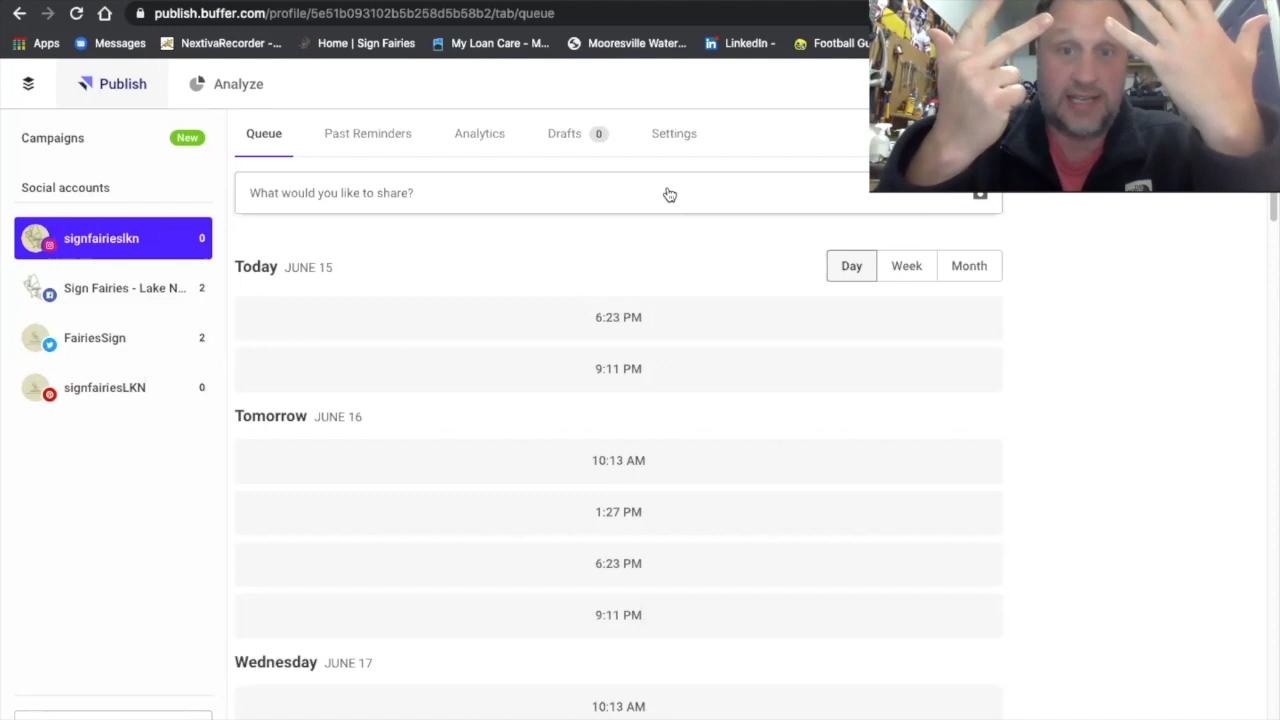 publish.buffer.com/profile/5e51b093102b5b258d5b58b2/tab/queue
Apps Messages NextivaRecorder -... Home | Sign Fairies My Loan Care - M... Mooresville Water... LinkedIn - Football Gu
Publish Analyze
Campaigns New
Queue Past Reminders Analytics Drafts 0 Settings
Social accounts
What would you like to share?
signfairieslkn 0
Sign Fairies - Lake N... 2
FairiesSign 2
signfairiesLKN 0
Today JUNE 15
Day Week Month
6:23 PM
9:11 PM
Tomorrow JUNE 16
10:13 AM
1:27 PM
6:23 PM
9:11 PM
Wednesday JUNE 17
10:13 AM